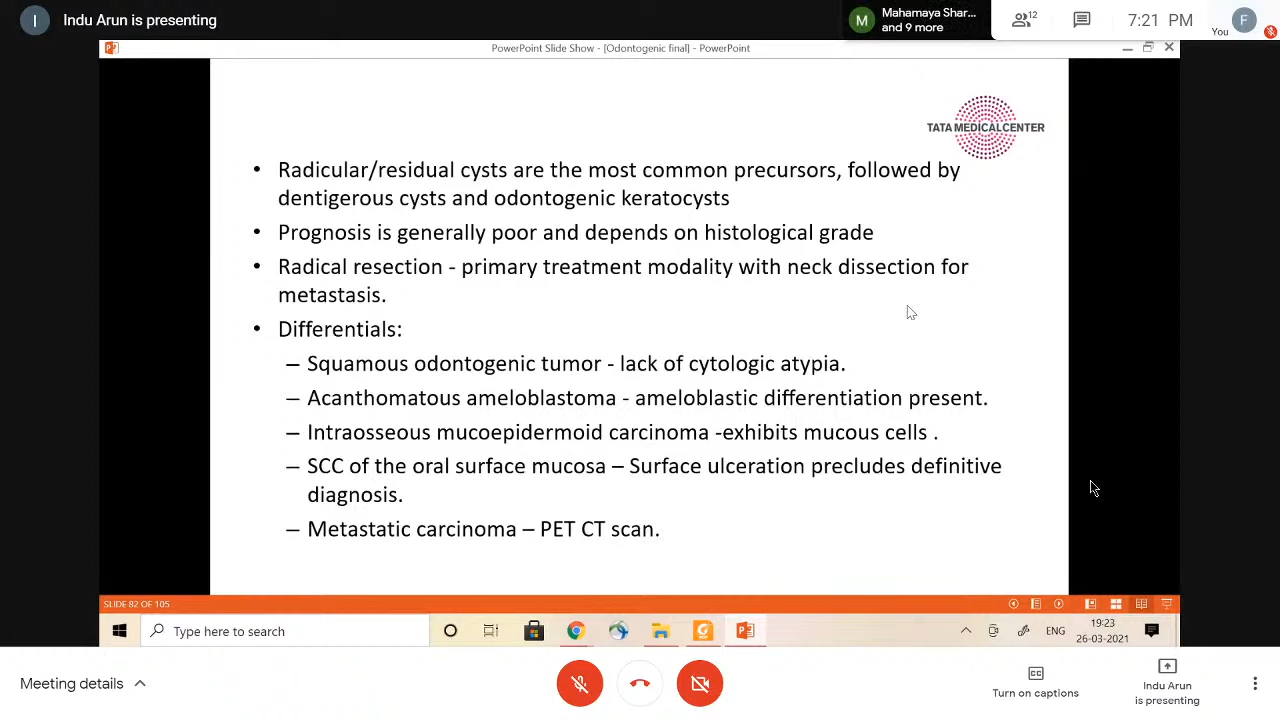 I
Indu Arun is presenting
M
Mahamaya Shar...
and 9 more
12
7:21 PM
F
You
PowerPoint Slide Show - [Odontogenic final] - PowerPoint
TATA MEDICAL CENTER
• Radicular/residual cysts are the most common precursors, followed by
dentigerous cysts and odontogenic keratocysts
• Prognosis is generally poor and depends on histological grade
• Radical resection - primary treatment modality with neck dissection for
metastasis.
• Differentials:
– Squamous odontogenic tumor - lack of cytologic atypia.
– Acanthomatous ameloblastoma - ameloblastic differentiation present.
– Intraosseous mucoepidermoid carcinoma -exhibits mucous cells .
– SCC of the oral surface mucosa – Surface ulceration precludes definitive
diagnosis.
– Metastatic carcinoma – PET CT scan.
SLIDE 82 OF 105
Type here to search
ENG
19:23
26-03-2021
Meeting details
CC
Turn on captions
Indu Arun
is presenting